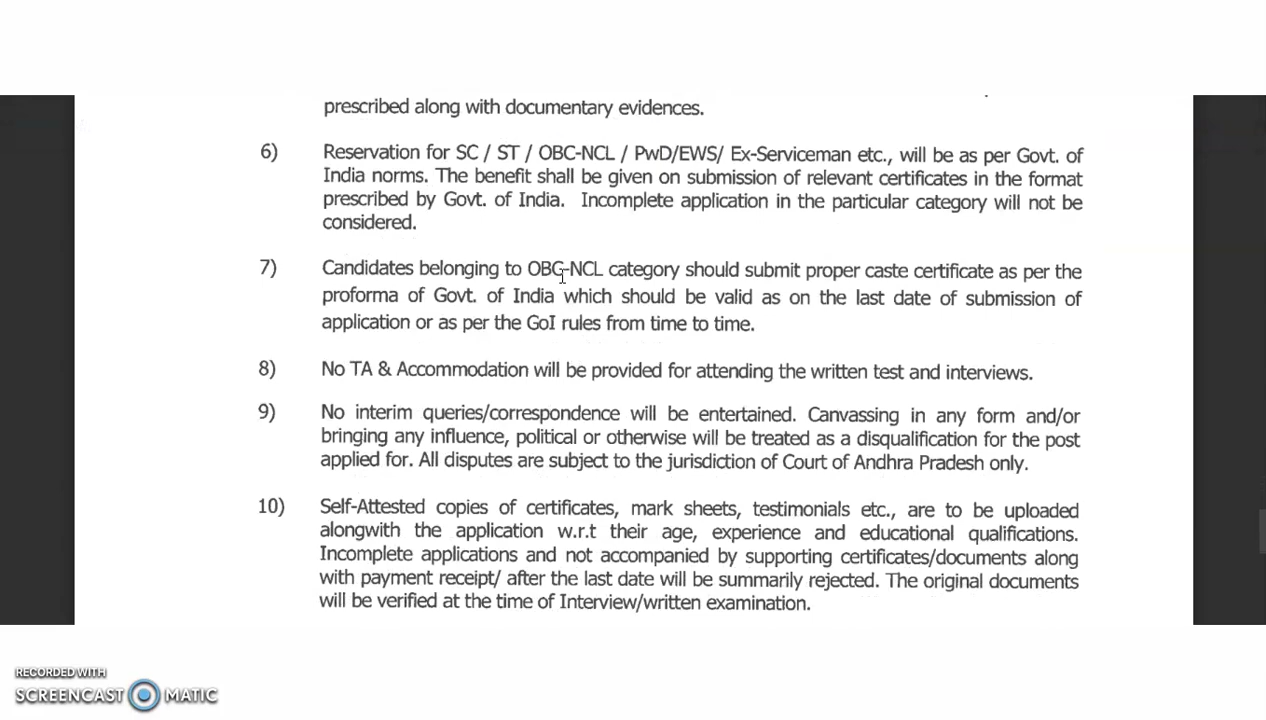 prescribed along with documentary evidences.
6) Reservation for SC / ST / OBC-NCL / PwD/EWS/ Ex-Serviceman etc., will be as per Govt. of
India norms. The benefit shall be given on submission of relevant certificates in the format
prescribed by Govt. of India. Incomplete application in the particular category will not be
considered.
7) Candidates belonging to OBC-NCL category should submit proper caste certificate as per the
proforma of Govt. of India which should be valid as on the last date of submission of
application or as per the GoI rules from time to time.
8) No TA & Accommodation will be provided for attending the written test and interviews.
9) No interim queries/correspondence will be entertained. Canvassing in any form and/or
bringing any influence, political or otherwise will be treated as a disqualification for the post
applied for. All disputes are subject to the jurisdiction of Court of Andhra Pradesh only.
10) Self-Attested copies of certificates, mark sheets, testimonials etc., are to be uploaded
alongwith the application w.r.t their age, experience and educational qualifications.
Incomplete applications and not accompanied by supporting certificates/documents along
with payment receipt/ after the last date will be summarily rejected. The original documents
will be verified at the time of Interview/written examination.
RECORDED WITH
SCREENCAST MATIC